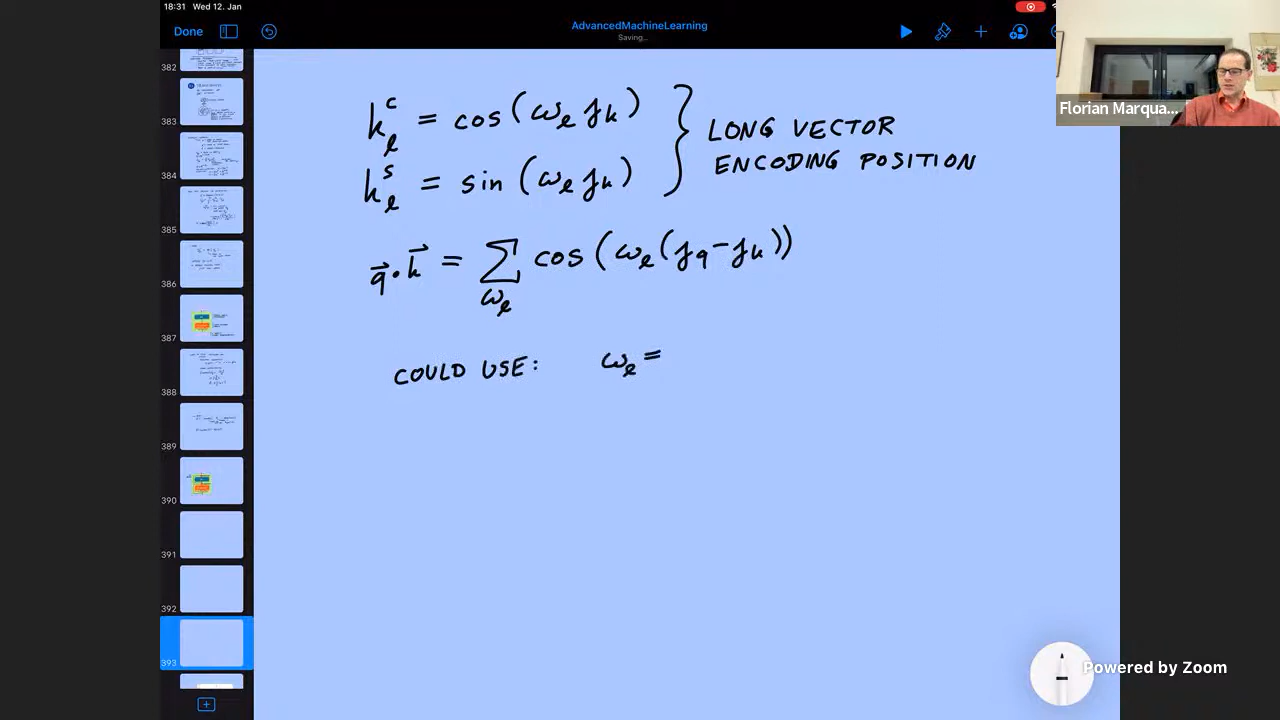 18:31 Wed 12. Jan
Done
AdvancedMachineLearning
Saving...
Florian Marqua...
k_l^c = cos(ω_l j_k)
k_l^s = sin(ω_l j_k)
LONG VECTOR
ENCODING POSITION
q⃗·k⃗ = Σ_{ω_l} cos(ω_l(j_q - j_k))
COULD USE: ω_l =
382
383
384
385
386
387
388
389
390
391
392
393
Powered by Zoom